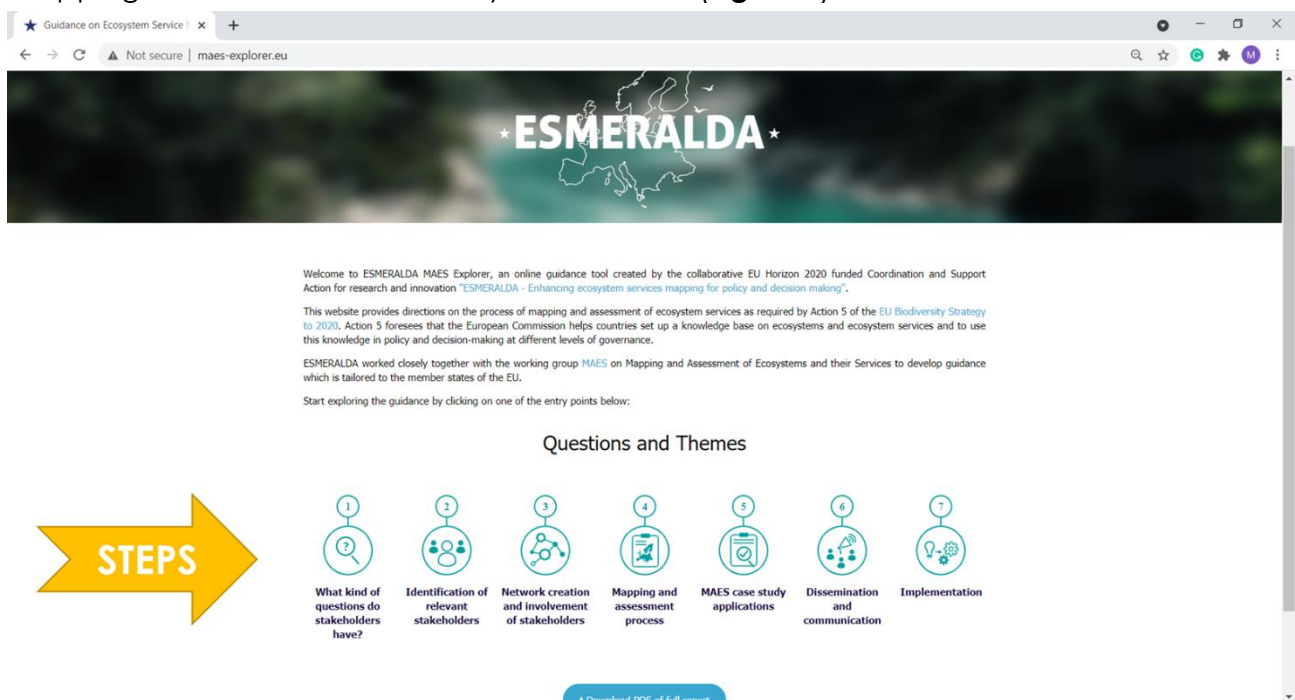 Guidance on Ecosystem Service
Not secure | maes-explorer.eu
M
ESMERALDA
Welcome to ESMERALDA MAES Explorer, an online guidance tool created by the collaborative EU Horizon 2020 funded Coordination and Support
Action for research and innovation "ESMERALDA - Enhancing ecosystem services mapping for policy and decision making".
This website provides directions on the process of mapping and assessment of ecosystem services as required by Action 5 of the EU Biodiversity Strategy
to 2020. Action 5 foresees that the European Commission helps countries set up a knowledge base on ecosystems and ecosystem services and to use
this knowledge in policy and decision-making at different levels of governance.
ESMERALDA worked closely together with the working group MAES on Mapping and Assessment of Ecosystems and their Services to develop guidance
which is tailored to the member states of the EU.
Start exploring the guidance by clicking on one of the entry points below:
Questions and Themes
STEPS
1 2 3 4 5 6 7
?
What kind of questions do stakeholders have?
Identification of relevant stakeholders
Network creation and involvement of stakeholders
Mapping and assessment process
MAES case study applications
Dissemination and communication
Implementation
Download PDF of full report